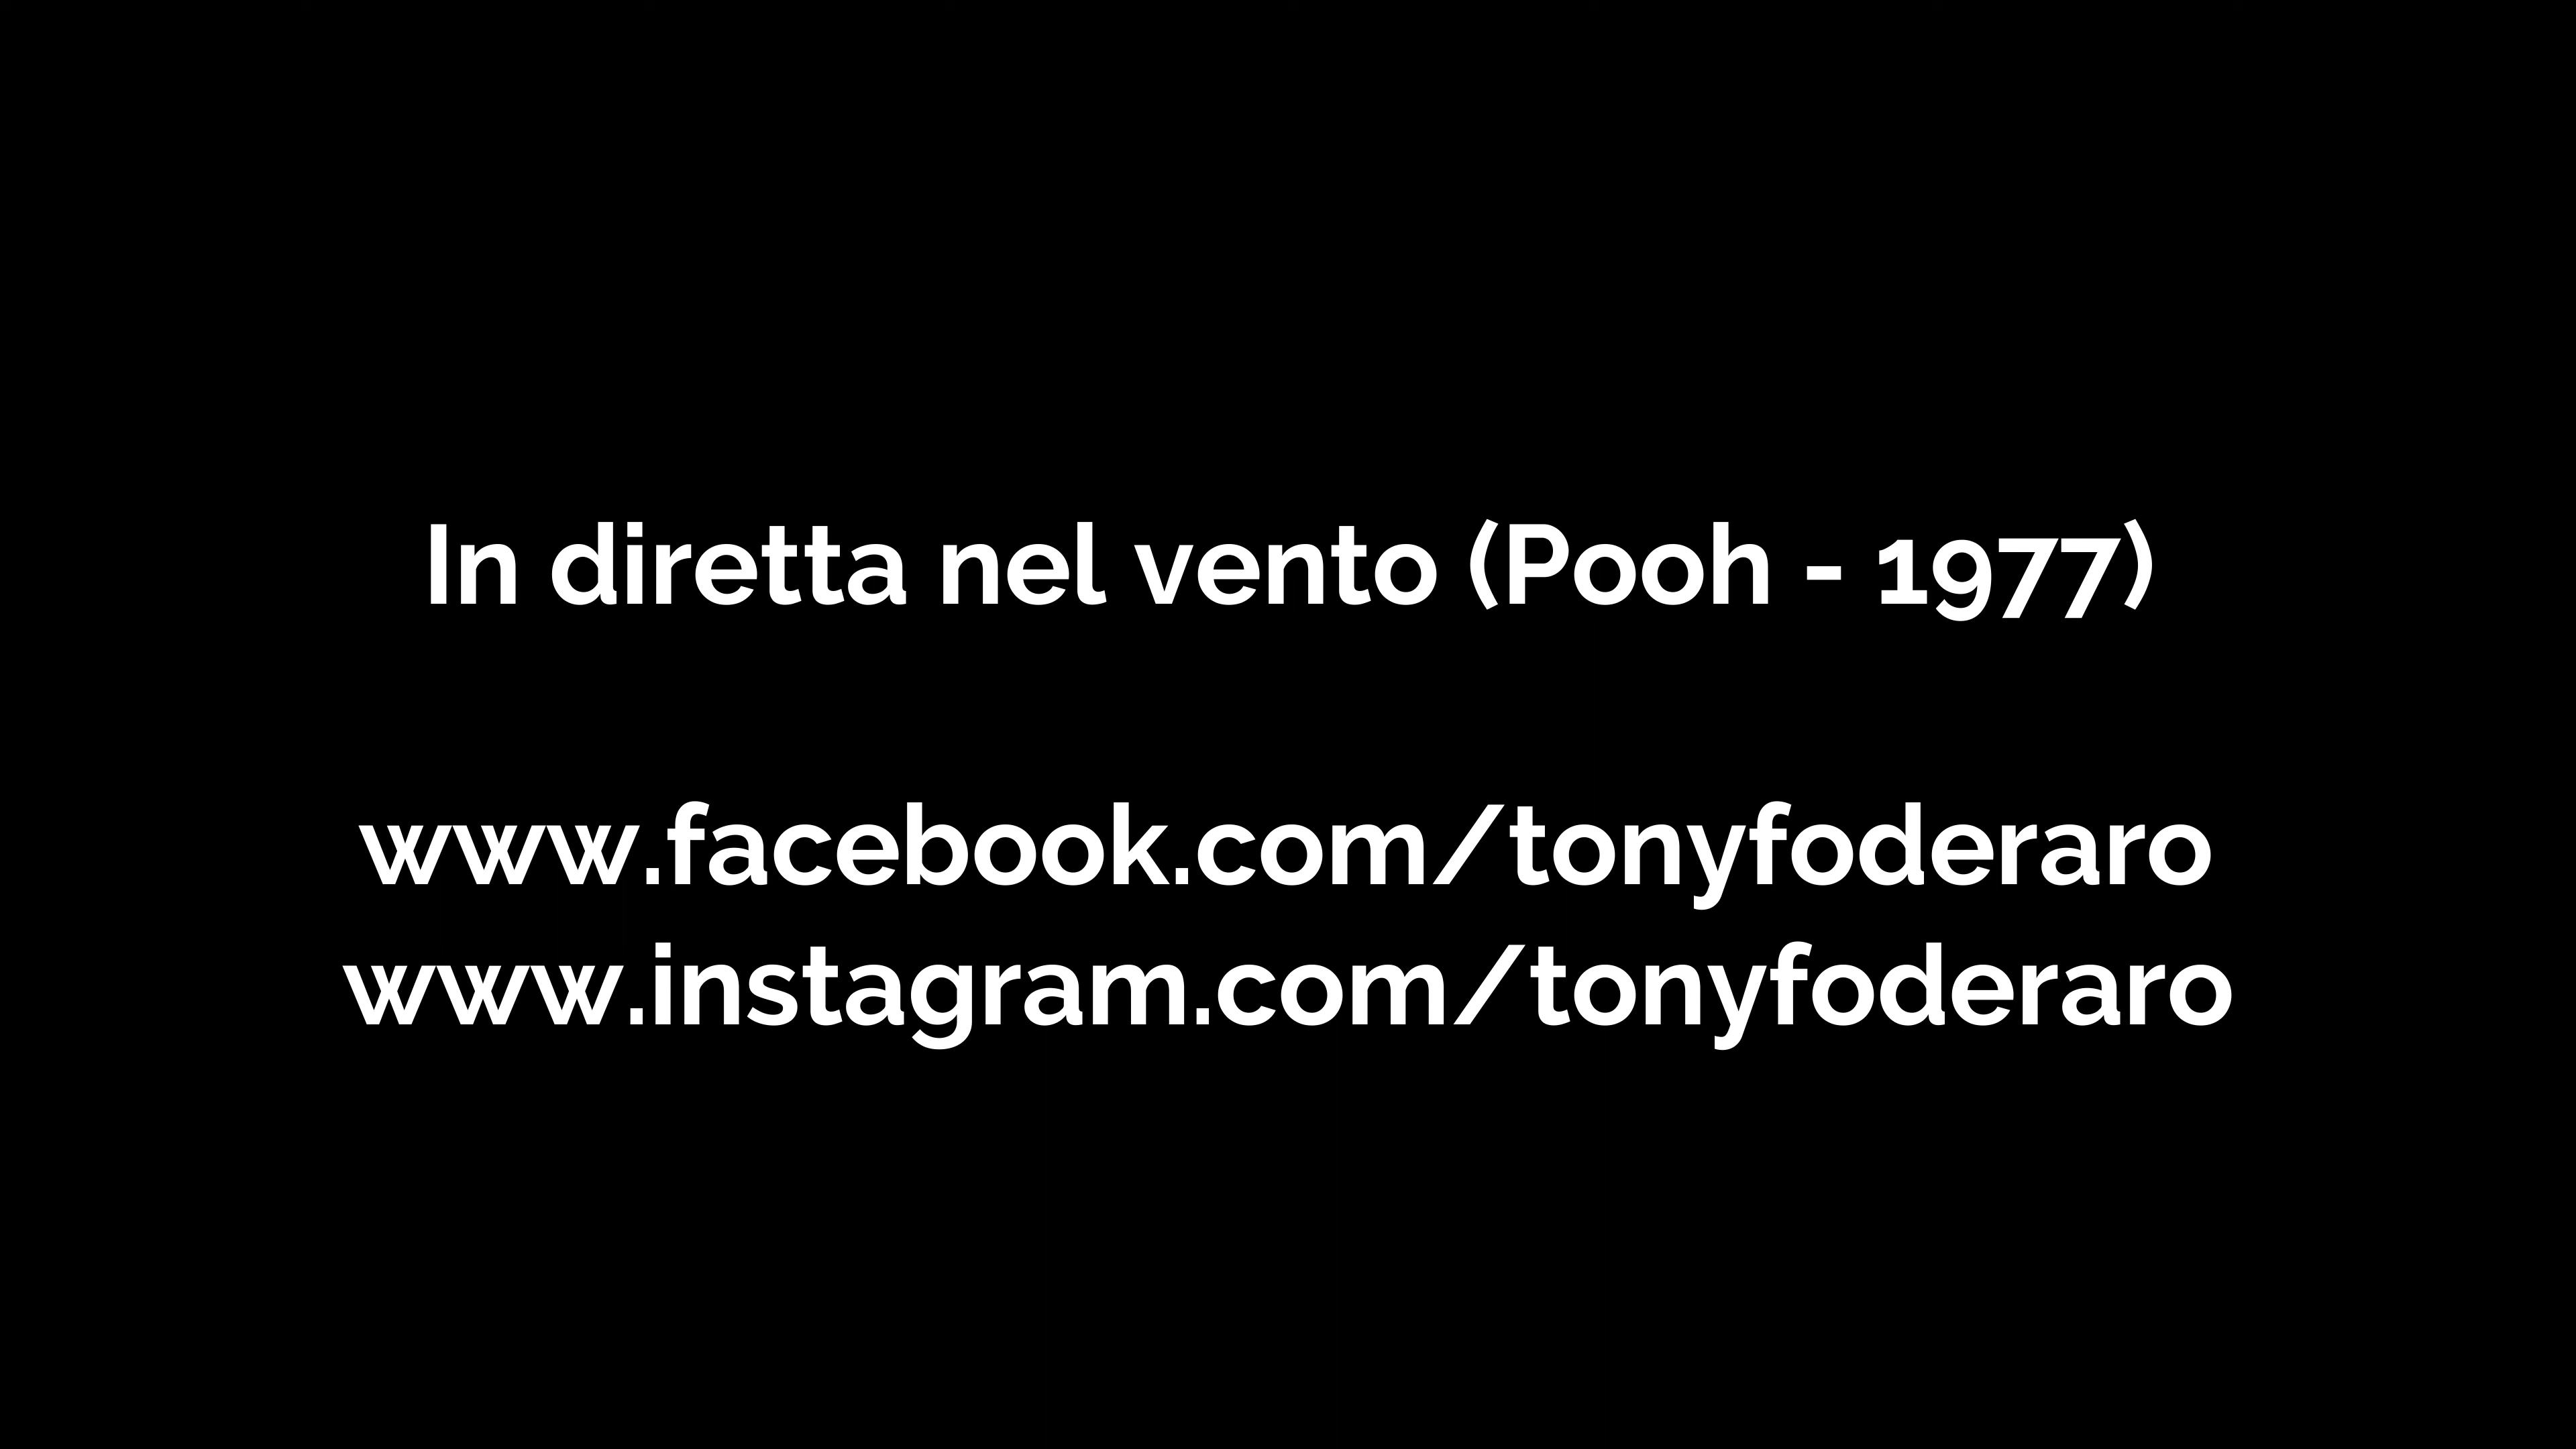 In diretta nel vento (Pooh - 1977)
www.facebook.com/tonyfoderaro
www.instagram.com/tonyfoderaro